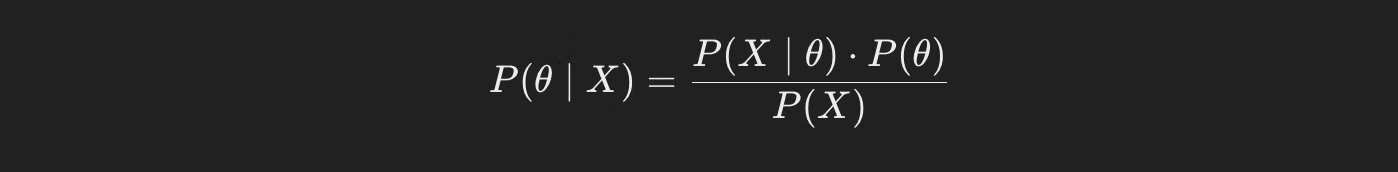 P(θ | X) = P(X | θ) · P(θ) / P(X)